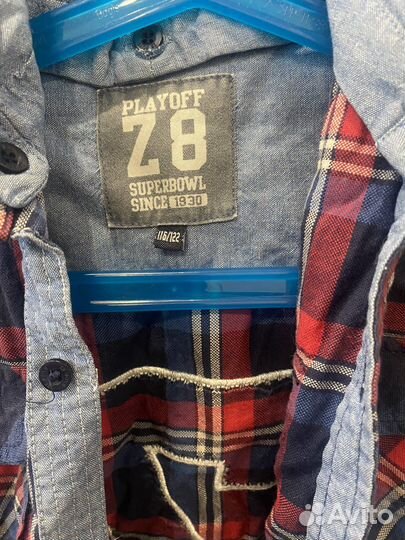 PLAYOFF
Z8
SUPERBOWL
SINCE 1930
116/122
Avito